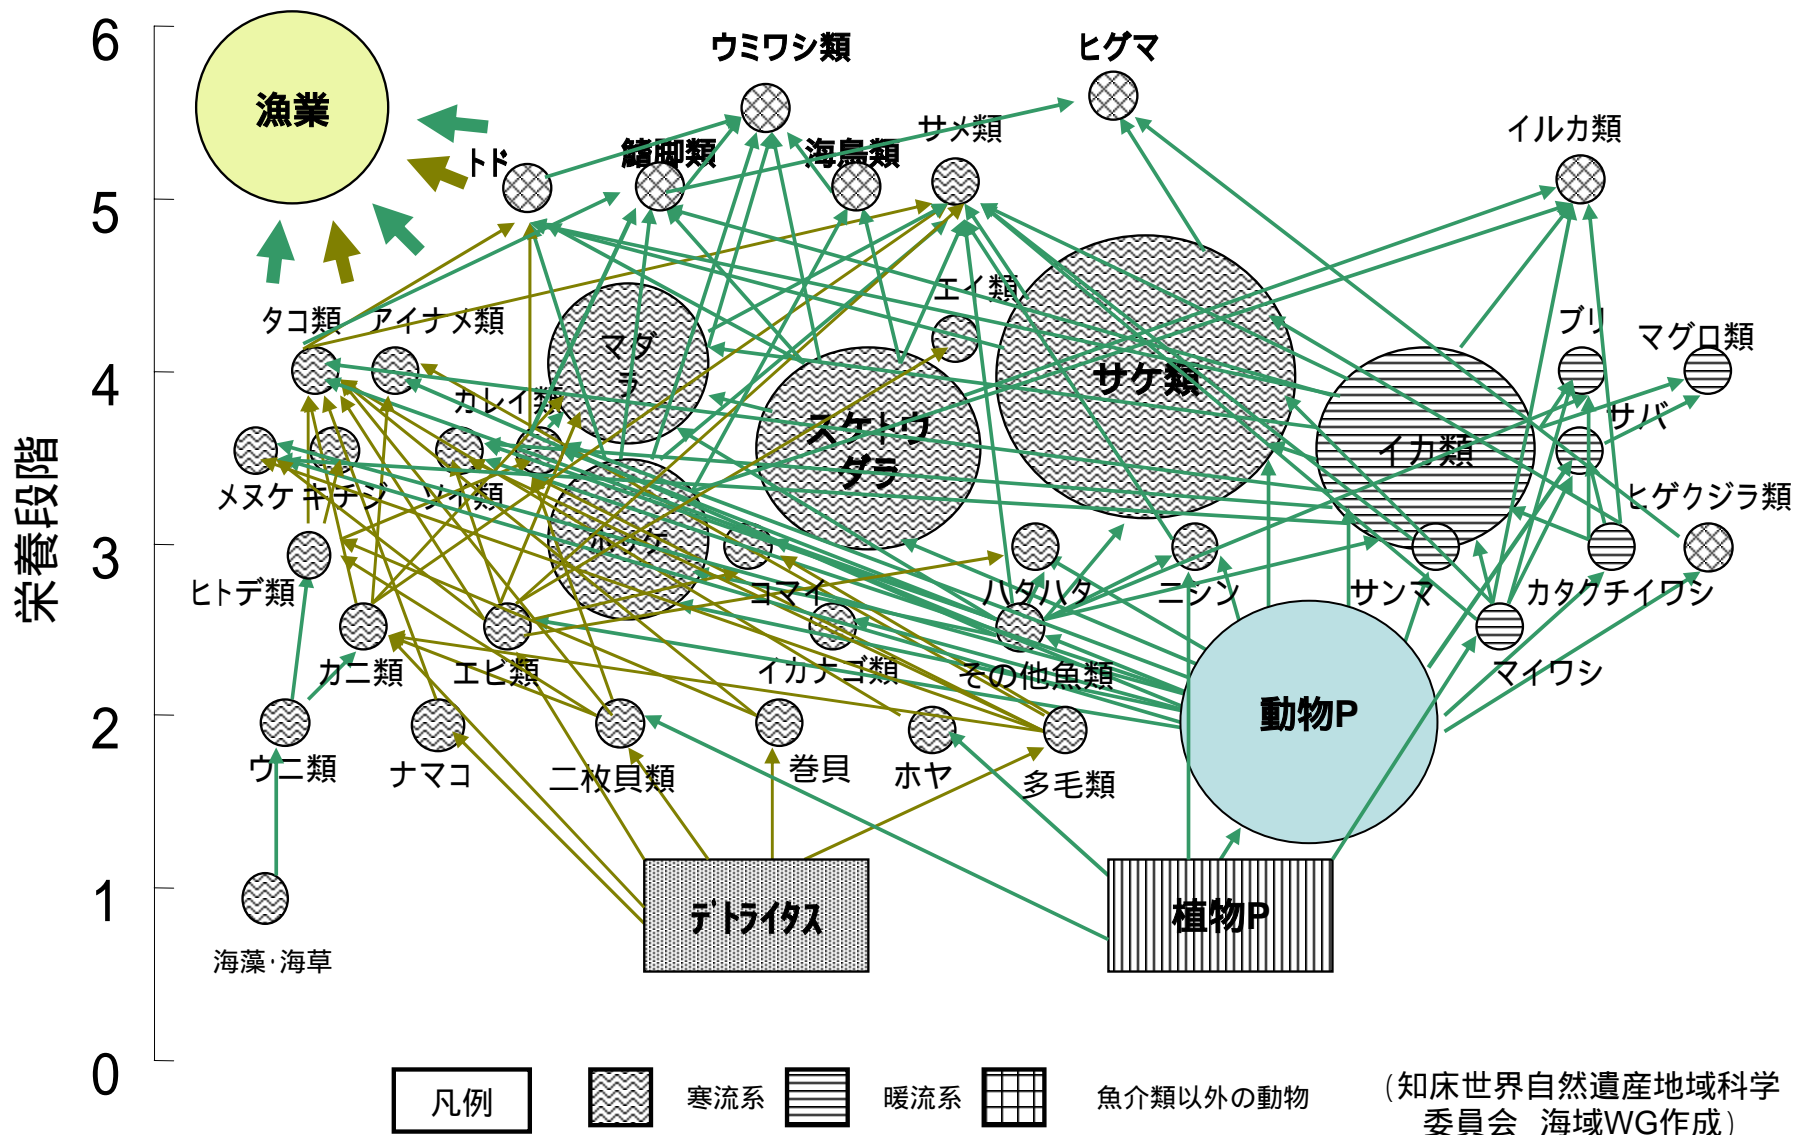 栄養段階
6
5
4
3
2
1
0
漁業
ウミワシ類
ヒグマ
トド
鰭脚類
海鳥類
サメ類
イルカ類
タコ類
アイナメ類
マダ
ラ
エイ類
サケ類
ブリ
マグロ類
カレイ類
スケトウ
ダラ
イカ類
サバ
メヌケ
キチジ
ソイ類
ホッケ
ヒゲクジラ類
ヒトデ類
コマイ
ハタハタ
ニシン
サンマ
カタクチイワシ
カニ類
エビ類
イカナゴ類
その他魚類
マイワシ
動物P
ウニ類
ナマコ
二枚貝類
巻貝
ホヤ
多毛類
デトライタス
植物P
海藻・海草
凡例
寒流系
暖流系
魚介類以外の動物
(知床世界自然遺産地域科学
委員会 海域WG作成)